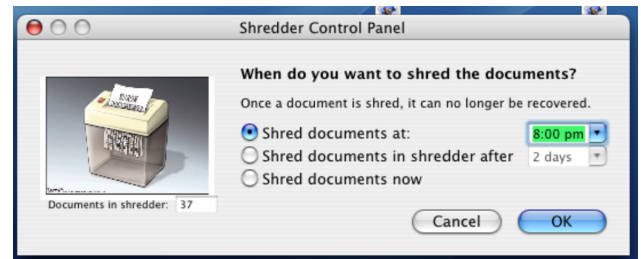 Shredder Control Panel
When do you want to shred the documents?
Once a document is shred, it can no longer be recovered.
Shred documents at: 8:00 pm
Shred documents in shredder after 2 days
Shred documents now
Documents in shredder: 37
Cancel OK